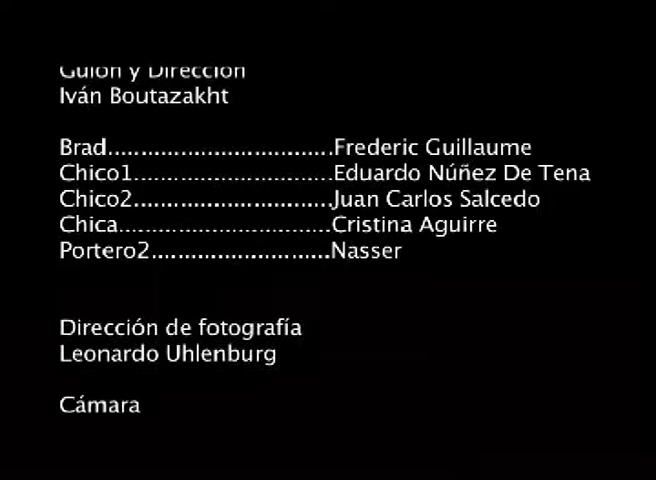 Guión y Dirección
Iván Boutazakht
Brad..................................Frederic Guillaume
Chico1..............................Eduardo Núñez De Tena
Chico2..............................Juan Carlos Salcedo
Chica................................Cristina Aguirre
Portero2...........................Nasser
Dirección de fotografía
Leonardo Uhlenburg
Cámara